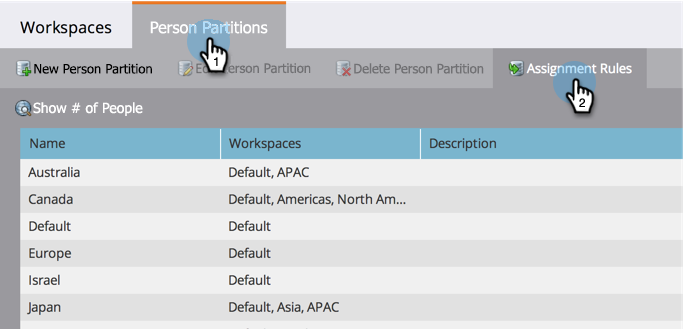 Workspaces Person Partitions
1
New Person Partition Edit Person Partition Delete Person Partition Assignment Rules
2
Show # of People
Name Workspaces Description
Australia Default, APAC
Canada Default, Americas, North Am...
Default Default
Europe Default
Israel Default
Japan Default, Asia, APAC